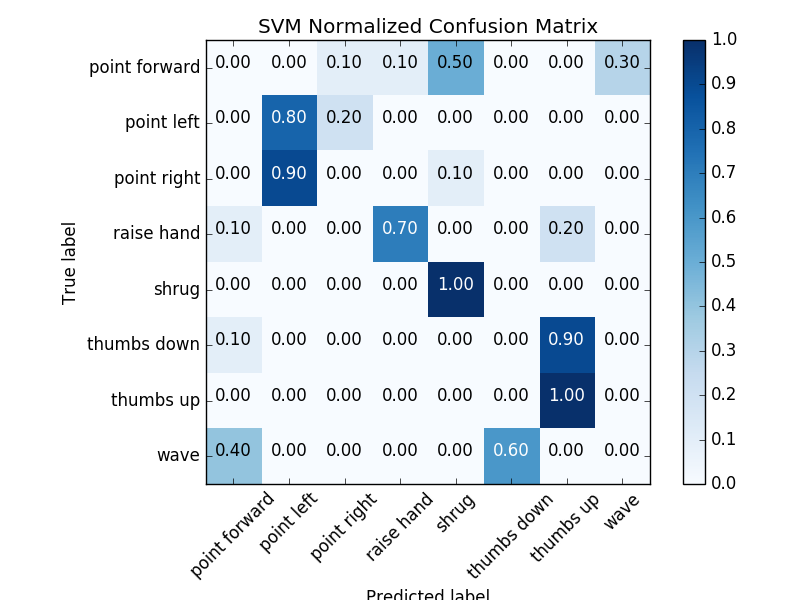 SVM Normalized Confusion Matrix
point forward 0.00 0.00 0.10 0.10 0.50 0.00 0.00 0.30
point left 0.00 0.80 0.20 0.00 0.00 0.00 0.00 0.00
point right 0.00 0.90 0.00 0.00 0.10 0.00 0.00 0.00
raise hand 0.10 0.00 0.00 0.70 0.00 0.00 0.20 0.00
shrug 0.00 0.00 0.00 0.00 1.00 0.00 0.00 0.00
thumbs down 0.10 0.00 0.00 0.00 0.00 0.00 0.90 0.00
thumbs up 0.00 0.00 0.00 0.00 0.00 0.00 1.00 0.00
wave 0.40 0.00 0.00 0.00 0.00 0.60 0.00 0.00
True label
point forward
point left
point right
raise hand
shrug
thumbs down
thumbs up
wave
Predicted label
1.0
0.9
0.8
0.7
0.6
0.5
0.4
0.3
0.2
0.1
0.0